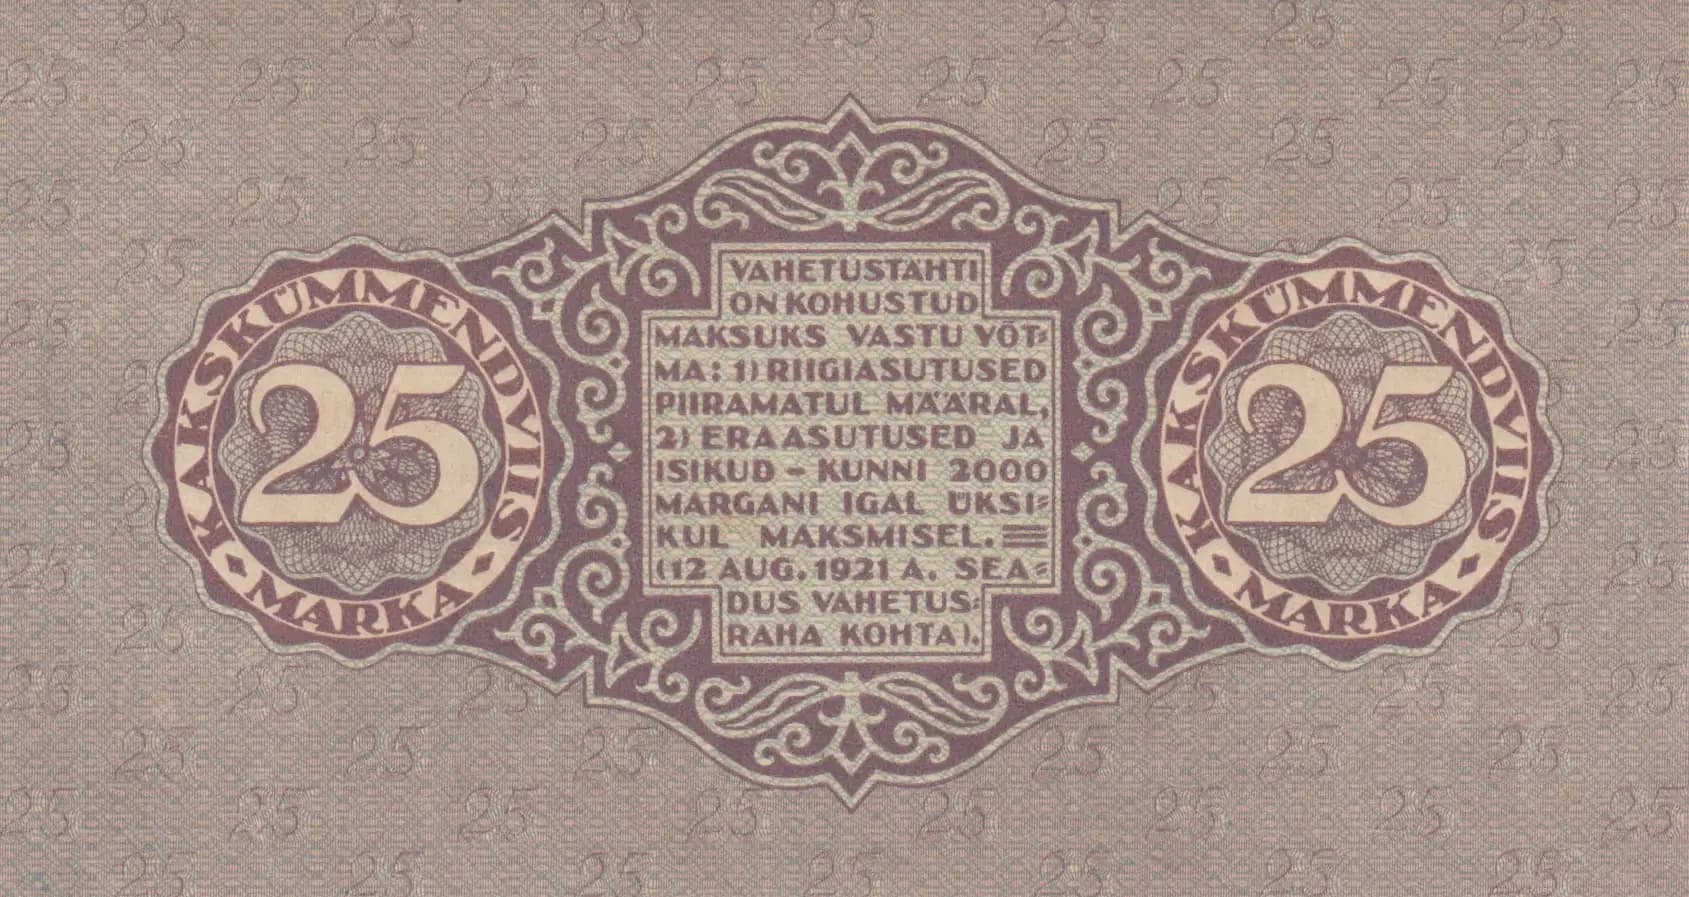 KAKSKÜMMENDVIIS
25
MARKA
VAHETUSTÄHTI
ON KOHUSTUD
MAKSUKS VASTU VÕT=
MA: 1) RIIGIASUTUSED
PIIRAMATUL MÄÄRAL,
2) ERAASUTUSED JA
ISIKUD – KUNNI 2000
MARGANI IGAL ÜKSI=
KUL MAKSMISEL.
(12 AUG. 1921 A. SEA=
DUS VAHETUS=
RAHA KOHTA).
KAKSKÜMMENDVIIS
25
MARKA